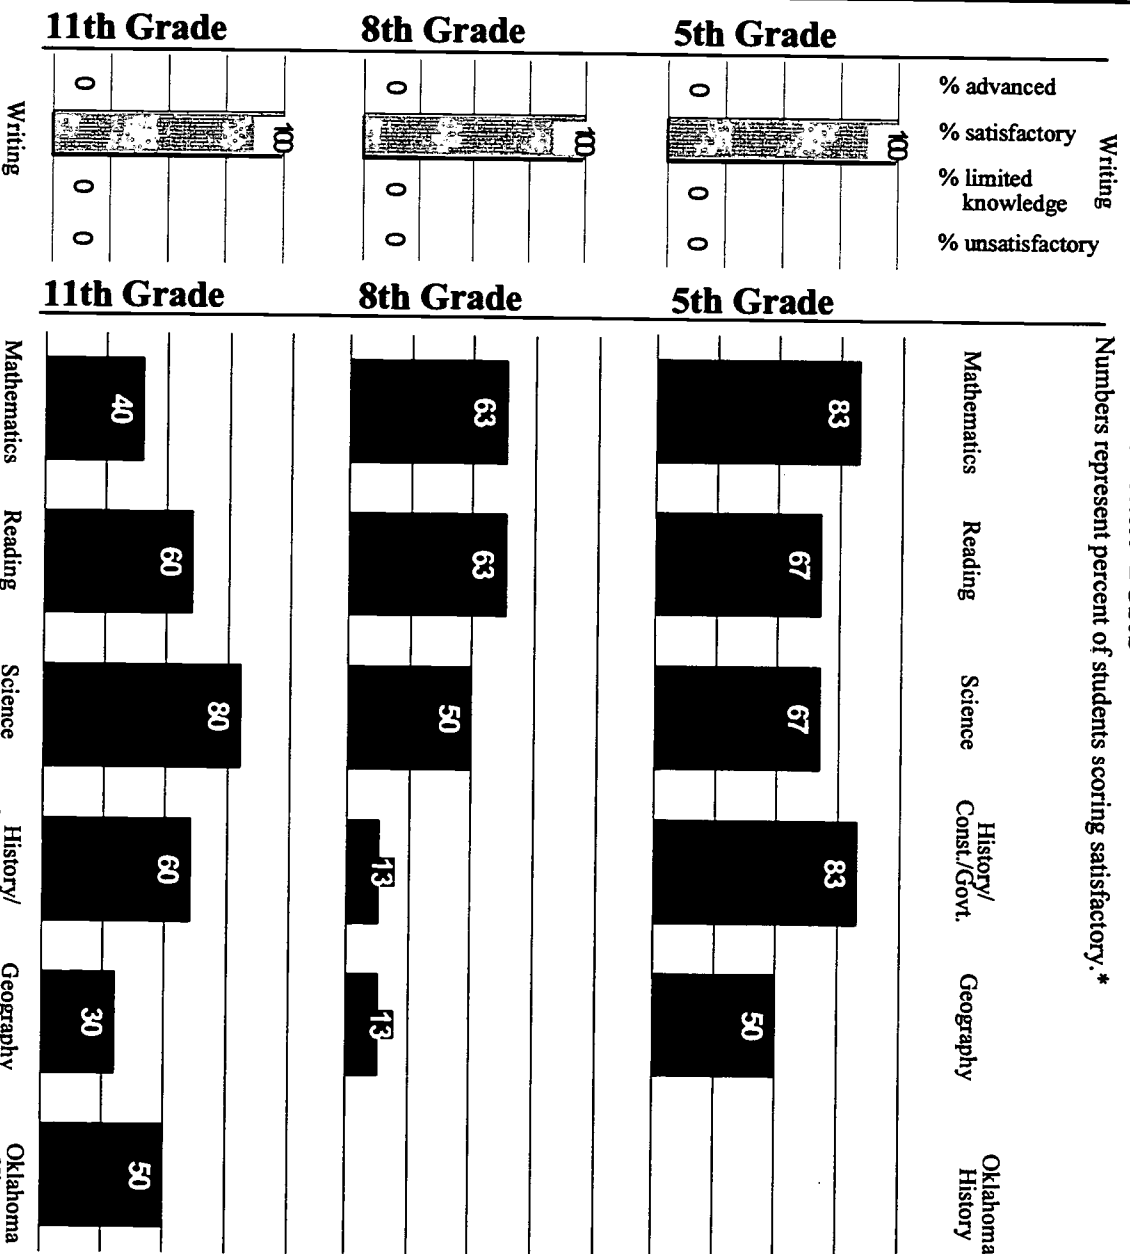 Numbers represent percent of students scoring satisfactory.*
Writing
% advanced
% satisfactory
% limited
knowledge
% unsatisfactory
5th Grade
0
100
0
0
8th Grade
0
100
0
0
11th Grade
0
100
0
0
Writing
Mathematics
Reading
Science
History/
Const./Govt.
Geography
Oklahoma
History
5th Grade
83
67
67
83
50
8th Grade
63
63
50
13
13
11th Grade
40
60
80
60
30
50
Mathematics
Reading
Science
History/
Geography
Oklahoma